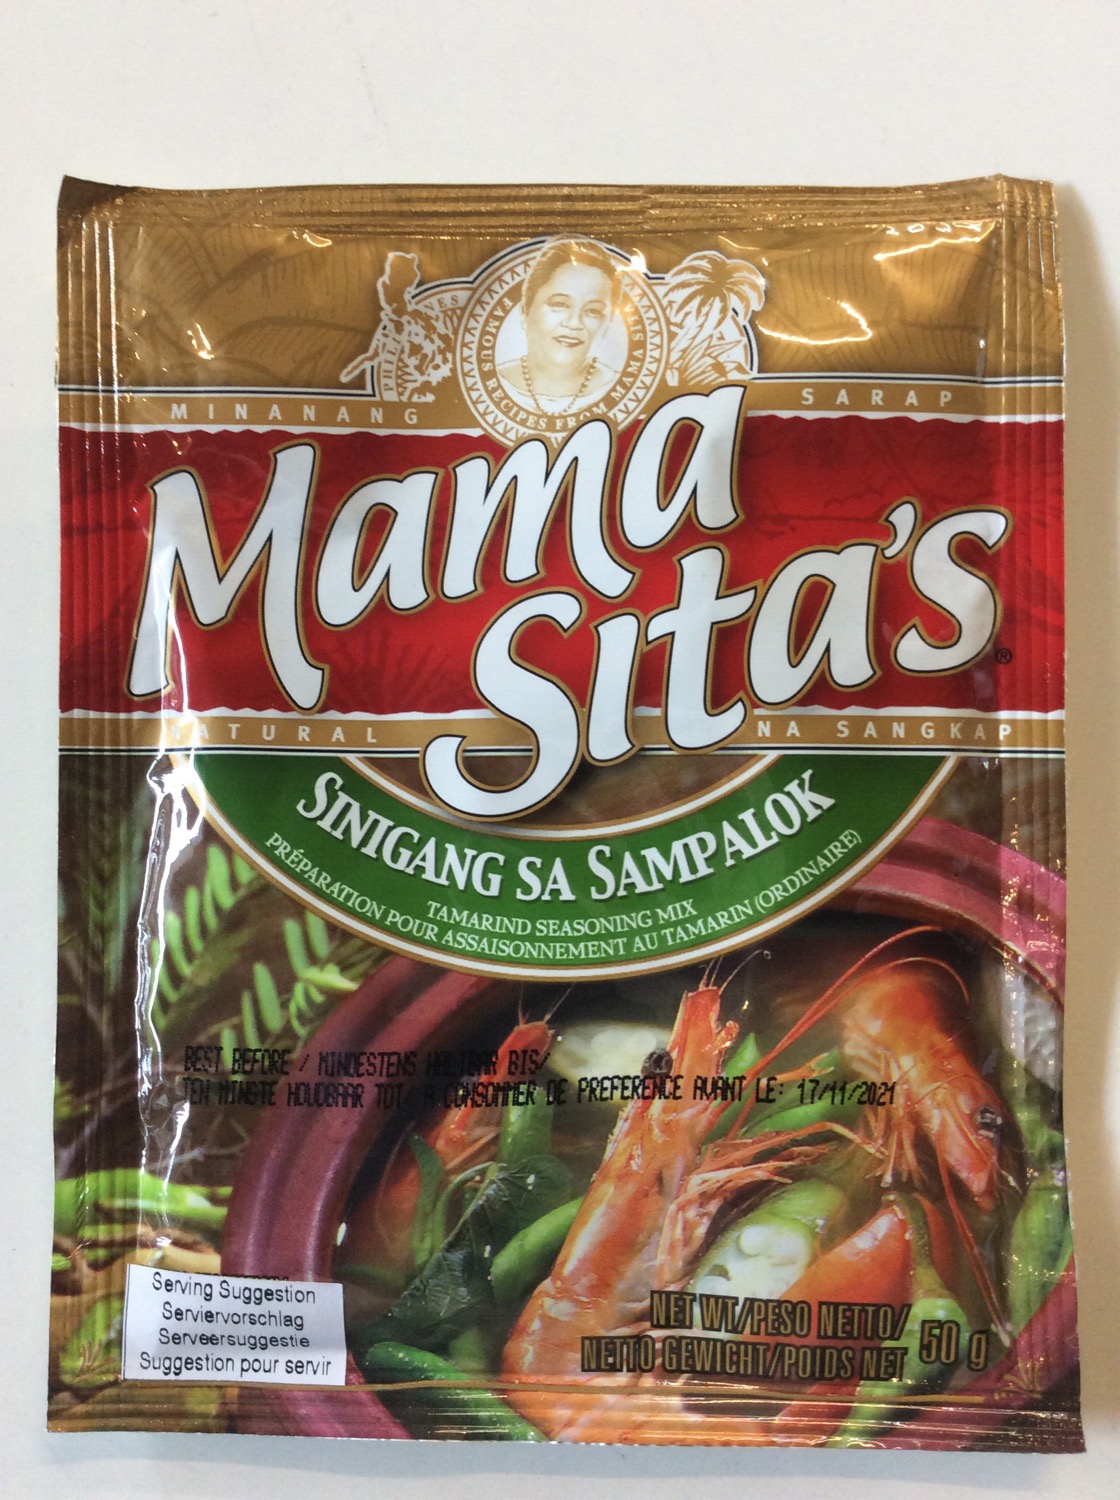 PHILIPPINES
FAMOUS RECIPES FROM MAMA SITA
MINANANG SARAP
Mama
Sita's®
NATURAL NA SANGKAP
SINIGANG SA SAMPALOK
TAMARIND SEASONING MIX
PRÉPARATION POUR ASSAISONNEMENT AU TAMARIN (ORDINAIRE)
BEST BEFORE / MINDESTENS HALTBAR BIS/
TEN MINSTE HOUDBAAR TOT/ A CONSOMMER DE PREFERENCE AVANT LE: 17/11/2021
Serving Suggestion
Serviervorschlag
Serveersuggestie
Suggestion pour servir
NET WT/PESO NETTO/
NETTO GEWICHT/POIDS NET 50 g